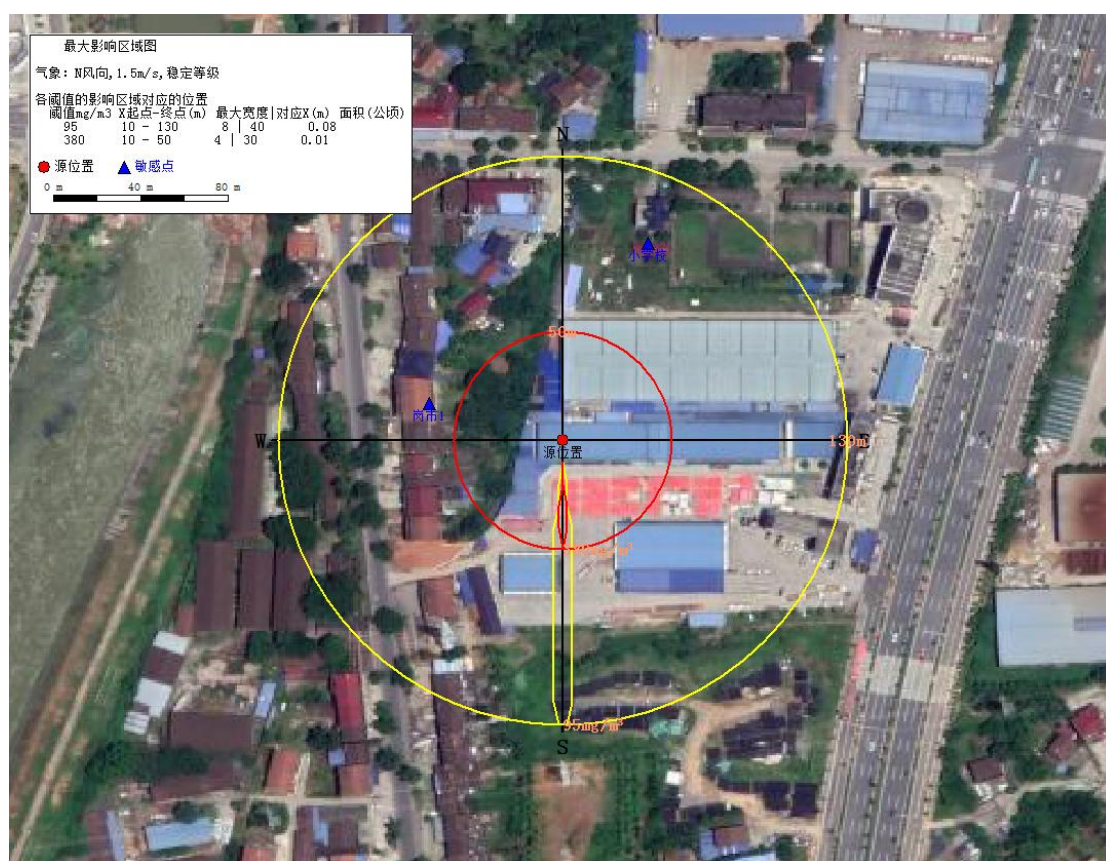 最大影响区域图
气象: N风向,1.5m/s,稳定等级
各阈值的影响区域对应的位置
阈值mg/m3 X起点-终点(m) 最大宽度|对应X(m) 面积(公顷)
95 10 - 130 8 | 40 0.08
380 10 - 50 4 | 30 0.01
源位置 敏感点
0 m 40 m 80 m
N
小学校
50m
岗市1
W
130m
源位置
95mg/m³
S